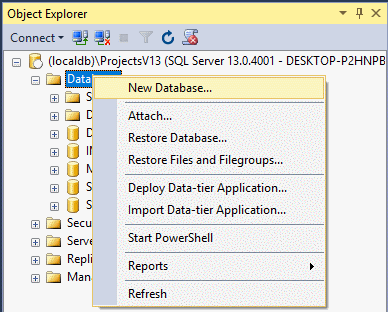 Object Explorer
Connect
(localdb)\ProjectsV13 (SQL Server 13.0.4001 - DESKTOP-P2HNPB
Data
New Database...
S
Attach...
D
Restore Database...
D
Restore Files and Filegroups...
M
Deploy Data-tier Application...
S
Import Data-tier Application...
S
Secu
Start PowerShell
Serve
Repli
Reports
Mana
Refresh